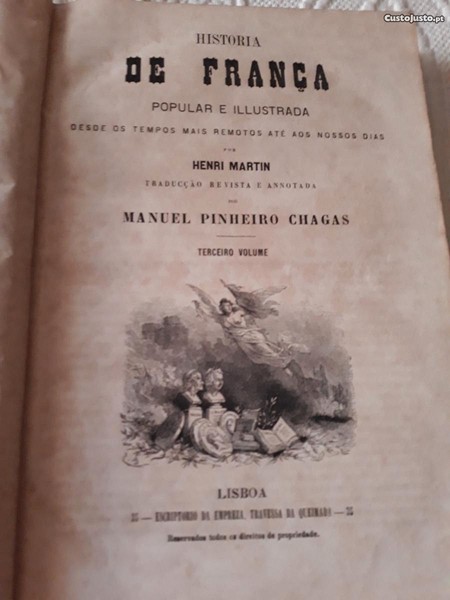 CustoJusto.pt
HISTORIA
DE FRANÇA
POPULAR E ILLUSTRADA
DESDE OS TEMPOS MAIS REMOTOS ATÉ AOS NOSSOS DIAS
POR
HENRI MARTIN
TRADUCÇÃO REVISTA E ANNOTADA
POR
MANUEL PINHEIRO CHAGAS
TERCEIRO VOLUME
LISBOA
35 — ESCRIPTORIO DA EMPREZA, TRAVESSA DA QUEIMADA — 35
Reservados todos os direitos de propriedade.